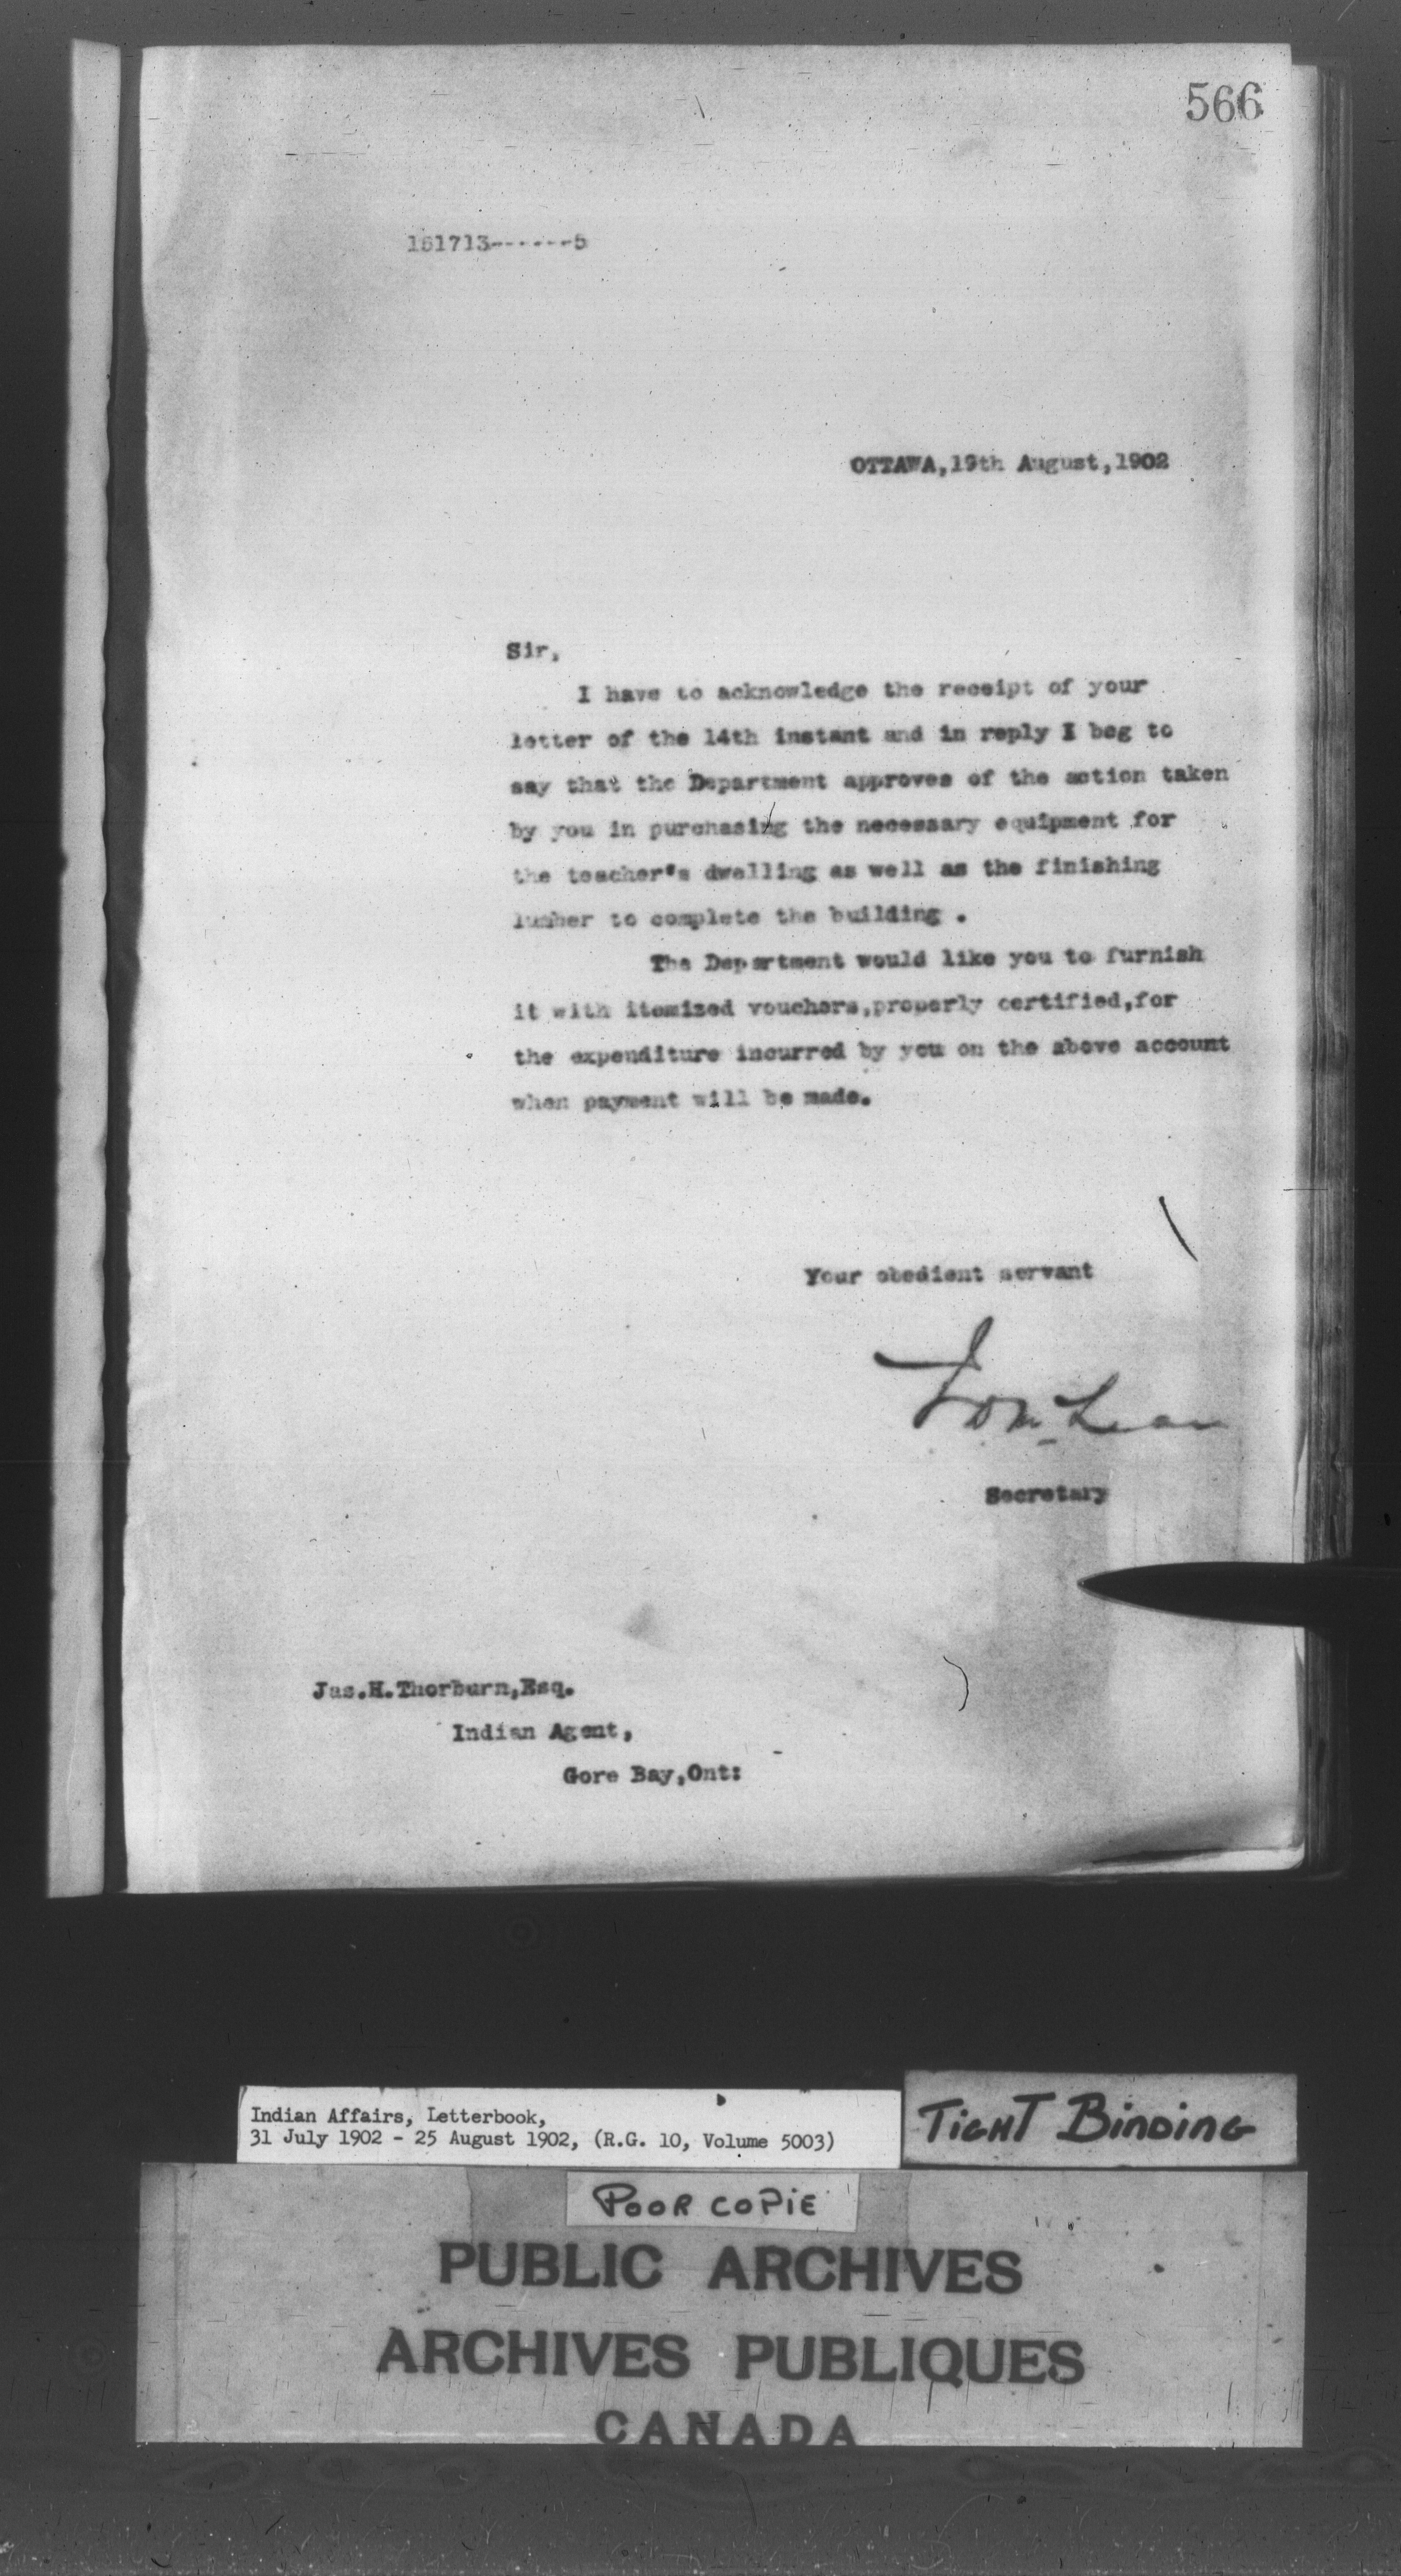 566
161713------5
OTTAWA,19th August,1902
Sir,
I have to acknowledge the receipt of your
letter of the 14th instant and in reply I beg to
say that the Department approves of the action taken
by you in purchasing the necessary equipment for
the teacher's dwelling as well as the finishing
lumber to complete the building .
The Department would like you to furnish
it with itemized vouchers,properly certified,for
the expenditure incurred by you on the above account
when payment will be made.
Your obedient servant
Secretary
Jas.H.Thorburn,Esq.
Indian Agent,
Gore Bay,Ont:
Indian Affairs, Letterbook,
31 July 1902 - 25 August 1902, (R.G. 10, Volume 5003)
TIGHT BINDING
POOR COPIE
PUBLIC ARCHIVES
ARCHIVES PUBLIQUES
CANADA